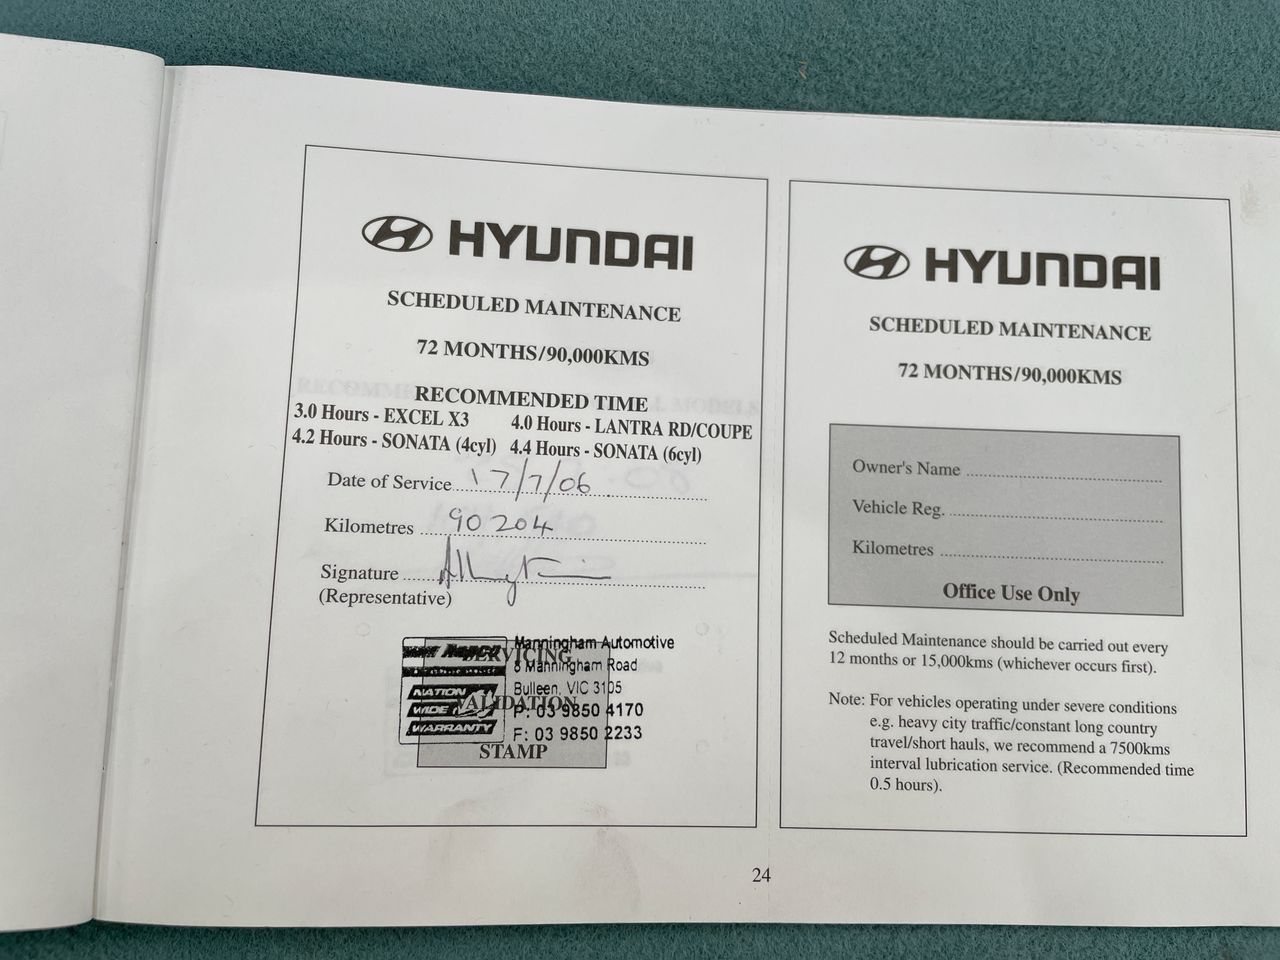 HYUNDAI
SCHEDULED MAINTENANCE
72 MONTHS/90,000KMS
RECOMMENDED TIME
3.0 Hours - EXCEL X3 4.0 Hours - LANTRA RD/COUPE
4.2 Hours - SONATA (4cyl) 4.4 Hours - SONATA (6cyl)
Date of Service 17/7/06
Kilometres 90 204
Signature
(Representative)
Manningham Automotive
SERVICING
8 Manningham Road
Bulleen, VIC 3105
NATION
WIDE
WARRANTY
VALIDATION
P: 03 9850 4170
F: 03 9850 2233
STAMP
HYUNDAI
SCHEDULED MAINTENANCE
72 MONTHS/90,000KMS
Owner's Name
Vehicle Reg.
Kilometres
Office Use Only
Scheduled Maintenance should be carried out every
12 months or 15,000kms (whichever occurs first).
Note: For vehicles operating under severe conditions
e.g. heavy city traffic/constant long country
travel/short hauls, we recommend a 7500kms
interval lubrication service. (Recommended time
0.5 hours).
24